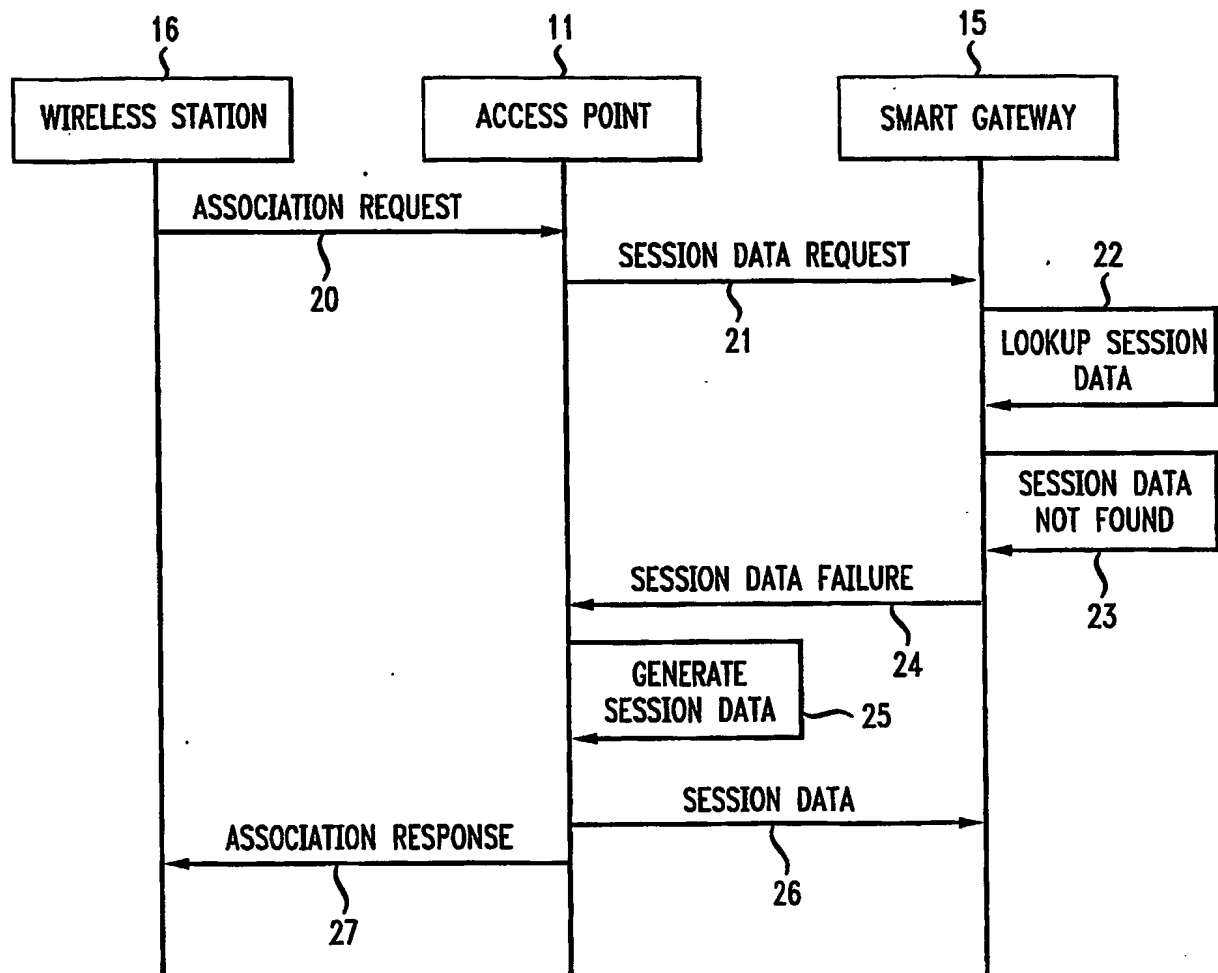 16
11
15
WIRELESS STATION
ACCESS POINT
SMART GATEWAY
ASSOCIATION REQUEST
20
SESSION DATA REQUEST
21
22
LOOKUP SESSION
DATA
SESSION DATA
NOT FOUND
23
SESSION DATA FAILURE
24
GENERATE
SESSION DATA
25
SESSION DATA
26
ASSOCIATION RESPONSE
27